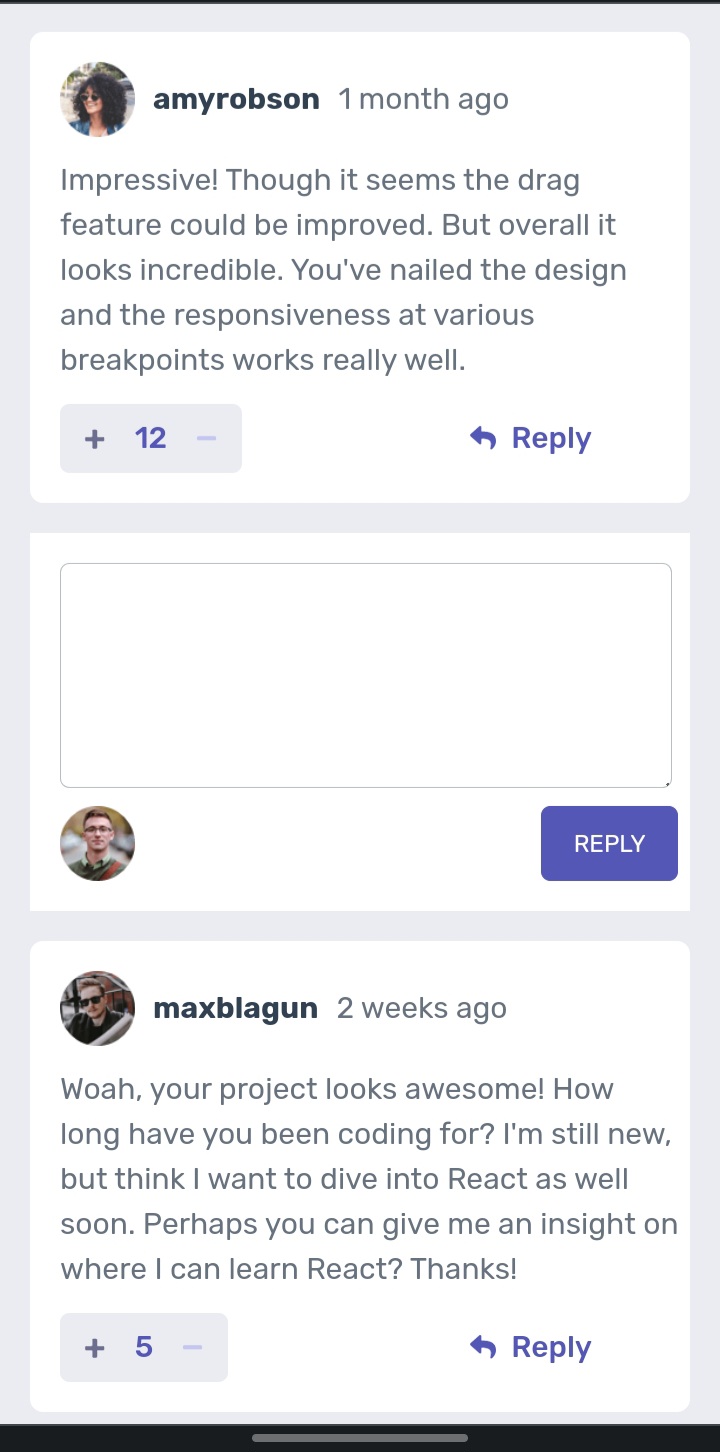 amyrobson 1 month ago
Impressive! Though it seems the drag
feature could be improved. But overall it
looks incredible. You've nailed the design
and the responsiveness at various
breakpoints works really well.
+ 12 − Reply
REPLY
maxblagun 2 weeks ago
Woah, your project looks awesome! How
long have you been coding for? I'm still new,
but think I want to dive into React as well
soon. Perhaps you can give me an insight on
where I can learn React? Thanks!
+ 5 − Reply